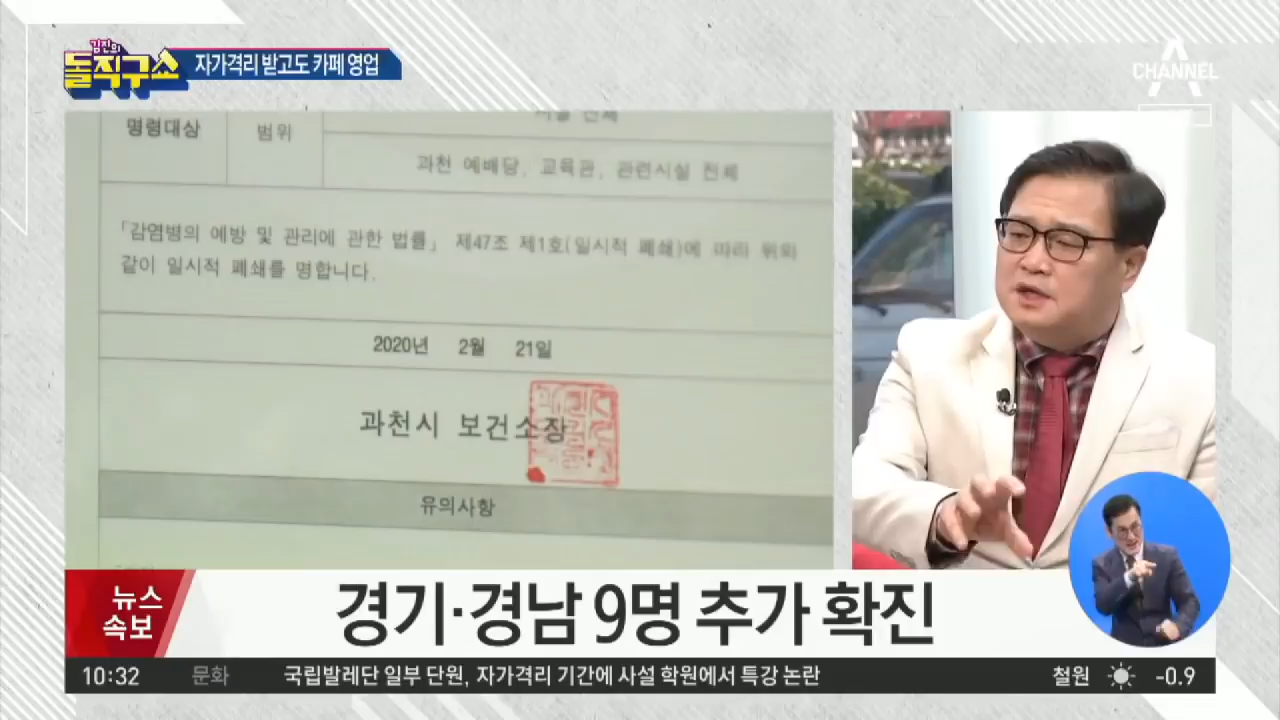 김진의
돌직구쇼
자가격리 받고도 카페 영업
CHANNEL A
명령대상
범위
시설 전체
과천 예배당, 교육관, 관련시설 전체
「감염병의 예방 및 관리에 관한 법률」 제47조 제1호(일시적 폐쇄)에 따라 위와
같이 일시적 폐쇄를 명합니다.
2020년 2월 21일
과천시 보건소장
유의사항
뉴스
속보
경기·경남 9명 추가 확진
10:32 문화 국립발레단 일부 단원, 자가격리 기간에 사설 학원에서 특강 논란 철원 -0.9